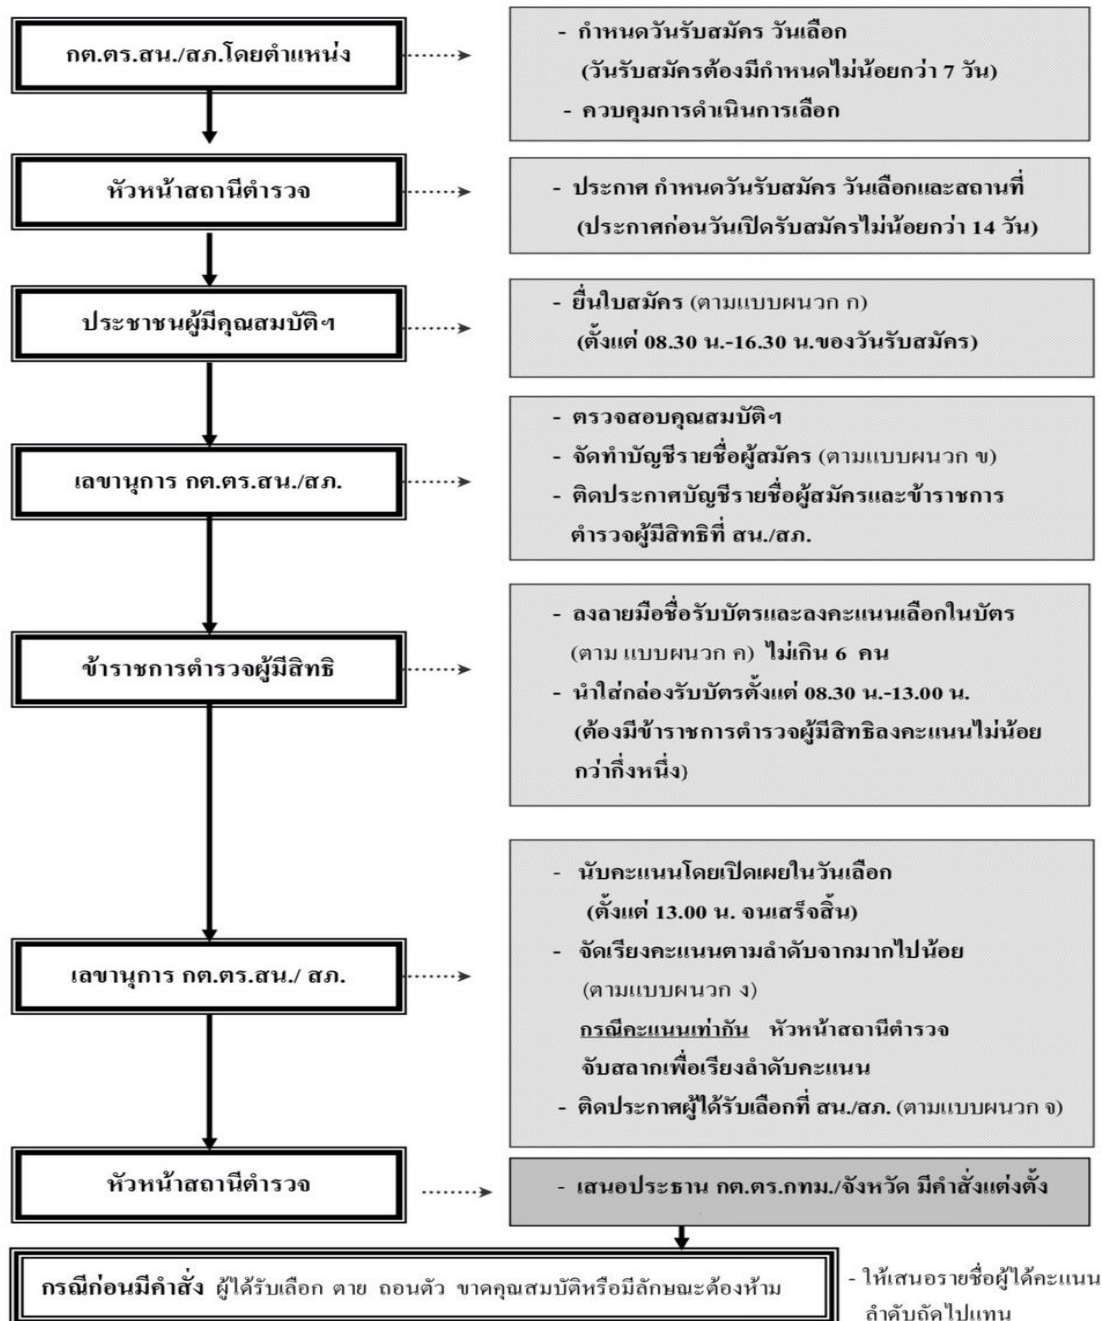 กต.ตร.สน./สภ.โดยตำแหน่ง
- กำหนดวันรับสมัคร วันเลือก
(วันรับสมัครต้องมีกำหนดไม่น้อยกว่า 7 วัน)
- ควบคุมการดำเนินการเลือก
หัวหน้าสถานีตำรวจ
- ประกาศ กำหนดวันรับสมัคร วันเลือกและสถานที่
(ประกาศก่อนวันเปิดรับสมัครไม่น้อยกว่า 14 วัน)
ประชาชนผู้มีคุณสมบัติฯ
- ยื่นใบสมัคร (ตามแบบผนวก ก)
(ตั้งแต่ 08.30 น.-16.30 น.ของวันรับสมัคร)
เลขานุการ กต.ตร.สน./สภ.
- ตรวจสอบคุณสมบัติฯ
- จัดทำบัญชีรายชื่อผู้สมัคร (ตามแบบผนวก ข)
- ติดประกาศบัญชีรายชื่อผู้สมัครและข้าราชการ
ตำรวจผู้มีสิทธิที่ สน./สภ.
ข้าราชการตำรวจผู้มีสิทธิ
- ลงลายมือชื่อรับบัตรและลงคะแนนเลือกในบัตร
(ตาม แบบผนวก ค) ไม่เกิน 6 คน
- นำใส่กล่องรับบัตรตั้งแต่ 08.30 น.-13.00 น.
(ต้องมีข้าราชการตำรวจผู้มีสิทธิลงคะแนนไม่น้อย
กว่ากึ่งหนึ่ง)
เลขานุการ กต.ตร.สน./ สภ.
- นับคะแนนโดยเปิดเผยในวันเลือก
(ตั้งแต่ 13.00 น. จนเสร็จสิ้น)
- จัดเรียงคะแนนตามลำดับจากมากไปน้อย
(ตามแบบผนวก ง)
กรณีคะแนนเท่ากัน หัวหน้าสถานีตำรวจ
จับสลากเพื่อเรียงลำดับคะแนน
- ติดประกาศผู้ได้รับเลือกที่ สน./สภ. (ตามแบบผนวก จ)
หัวหน้าสถานีตำรวจ
- เสนอประธาน กต.ตร.กทม./จังหวัด มีคำสั่งแต่งตั้ง
กรณีก่อนมีคำสั่ง ผู้ได้รับเลือก ตาย ถอนตัว ขาดคุณสมบัติหรือมีลักษณะต้องห้าม
- ให้เสนอรายชื่อผู้ได้คะแนน
ลำดับถัดไปแทน